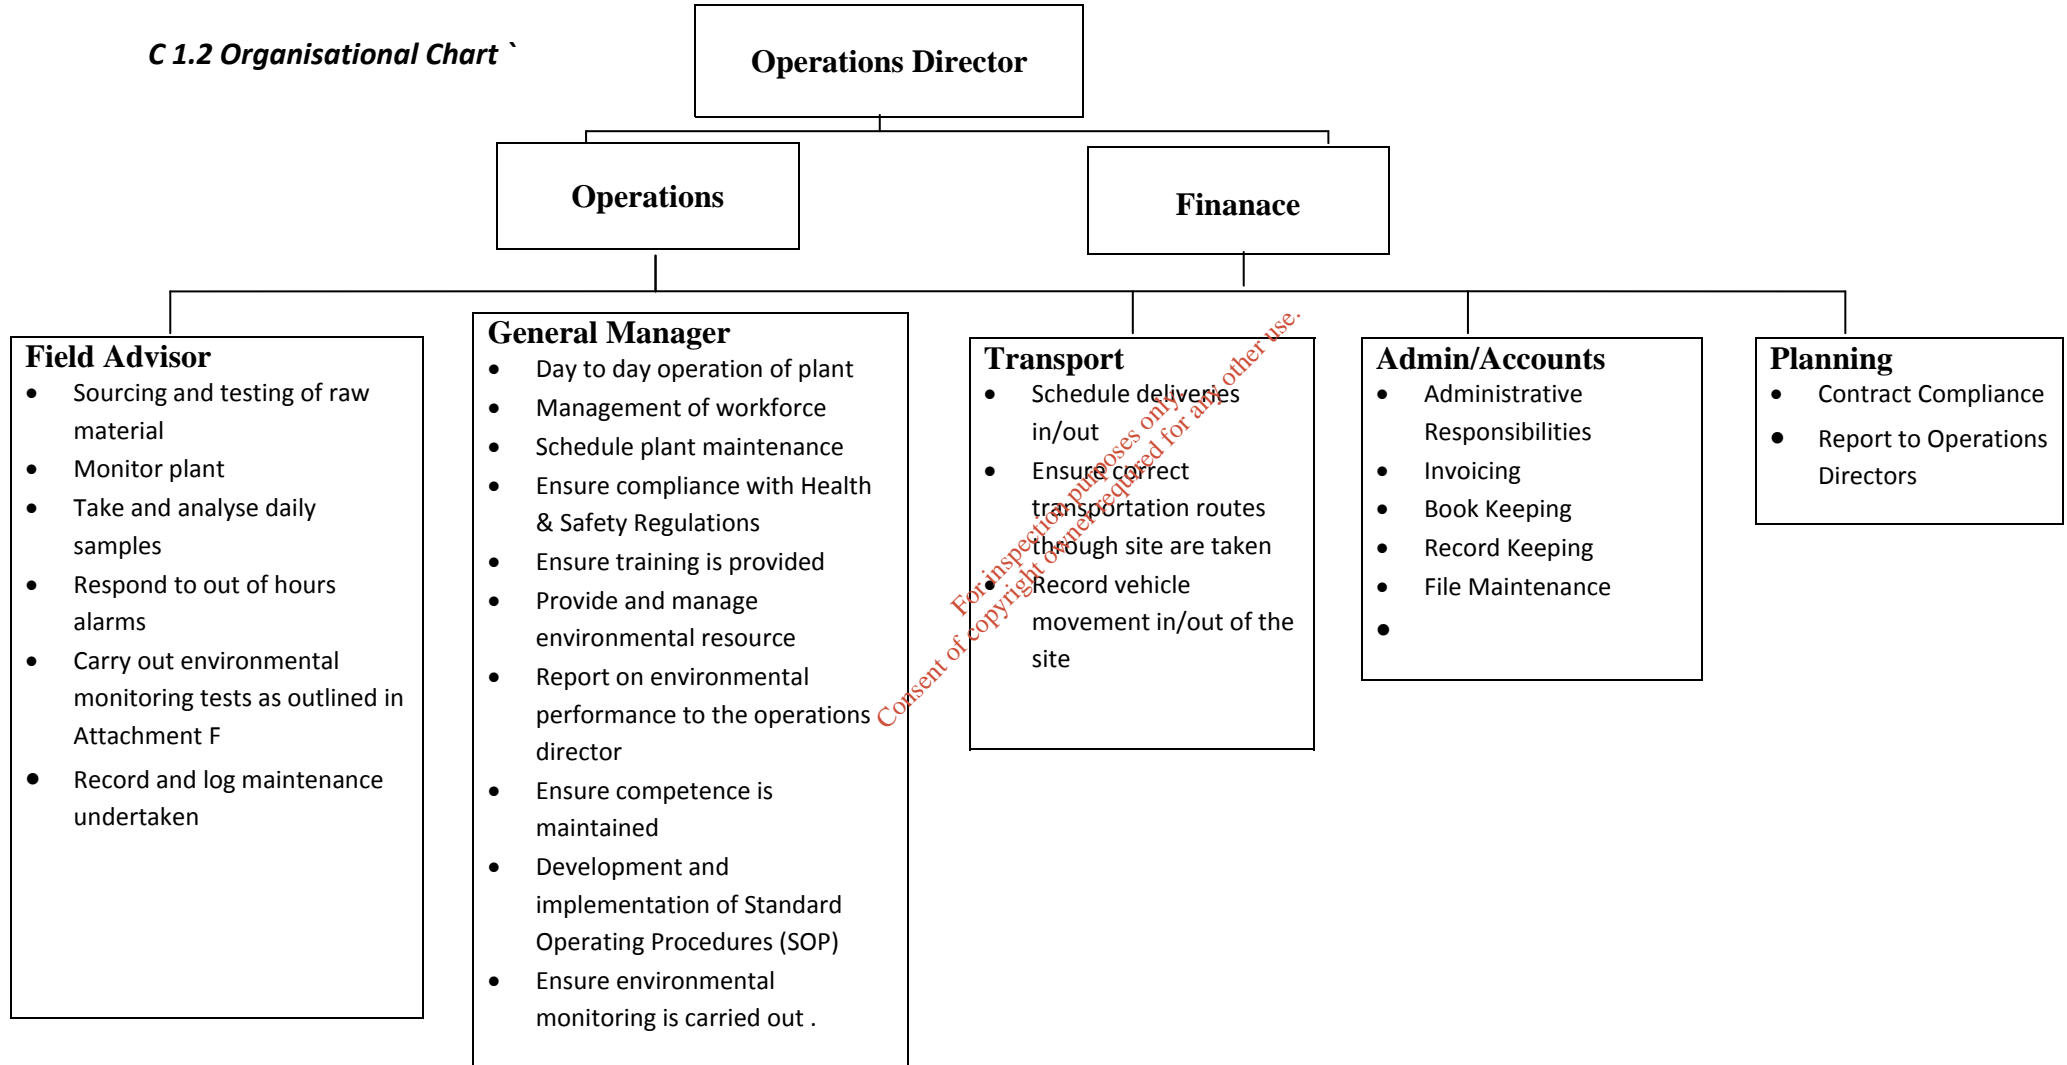 C 1.2 Organisational Chart `
Operations Director
Operations
Finanace
Field Advisor
• Sourcing and testing of raw
material
• Monitor plant
• Take and analyse daily
samples
• Respond to out of hours
alarms
• Carry out environmental
monitoring tests as outlined in
Attachment F
• Record and log maintenance
undertaken
General Manager
• Day to day operation of plant
• Management of workforce
• Schedule plant maintenance
• Ensure compliance with Health
& Safety Regulations
• Ensure training is provided
• Provide and manage
environmental resource
• Report on environmental
performance to the operations
director
• Ensure competence is
maintained
• Development and
implementation of Standard
Operating Procedures (SOP)
• Ensure environmental
monitoring is carried out .
Transport
• Schedule deliveries
in/out
• Ensure correct
transportation routes
through site are taken
• Record vehicle
movement in/out of the
site
Admin/Accounts
• Administrative
Responsibilities
• Invoicing
• Book Keeping
• Record Keeping
• File Maintenance
•
Planning
• Contract Compliance
• Report to Operations
Directors
For inspection purposes only.
Consent of copyright owner required for any other use.